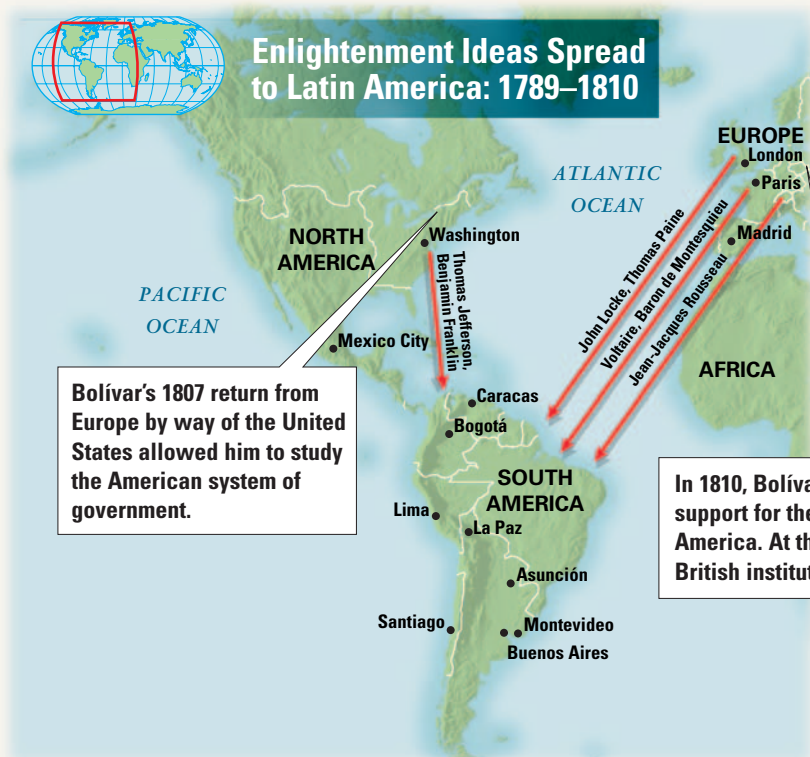 Enlightenment Ideas Spread
to Latin America: 1789–1810
EUROPE
London
Paris
Madrid
ATLANTIC
OCEAN
NORTH
AMERICA
Washington
Thomas Jefferson,
Benjamin Franklin
John Locke, Thomas Paine
Voltaire, Baron de Montesquieu
Jean-Jacques Rousseau
PACIFIC
OCEAN
Mexico City
AFRICA
Bolívar's 1807 return from
Europe by way of the United
States allowed him to study
the American system of
government.
Caracas
Bogotá
SOUTH
AMERICA
Lima
La Paz
In 1810, Bolíva
support for the
America. At th
British institut
Asunción
Santiago
Montevideo
Buenos Aires